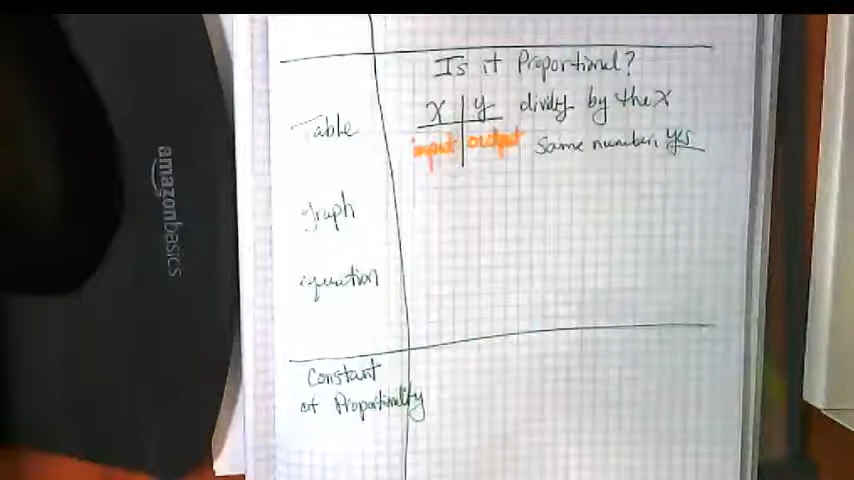 Is it Proportional?
x | y divide by the x
Table
input output same number, yes
graph
equation
Constant
of Proportionality
amazonbasics